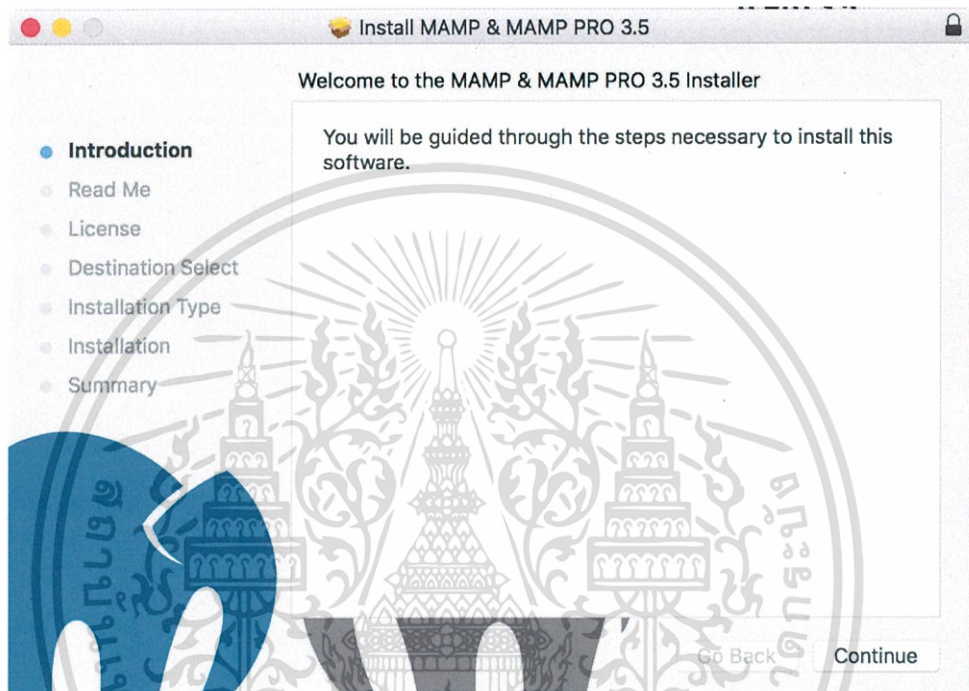 Install MAMP & MAMP PRO 3.5
Welcome to the MAMP & MAMP PRO 3.5 Installer
Introduction
Read Me
License
Destination Select
Installation Type
Installation
Summary
You will be guided through the steps necessary to install this
software.
Go Back
Continue